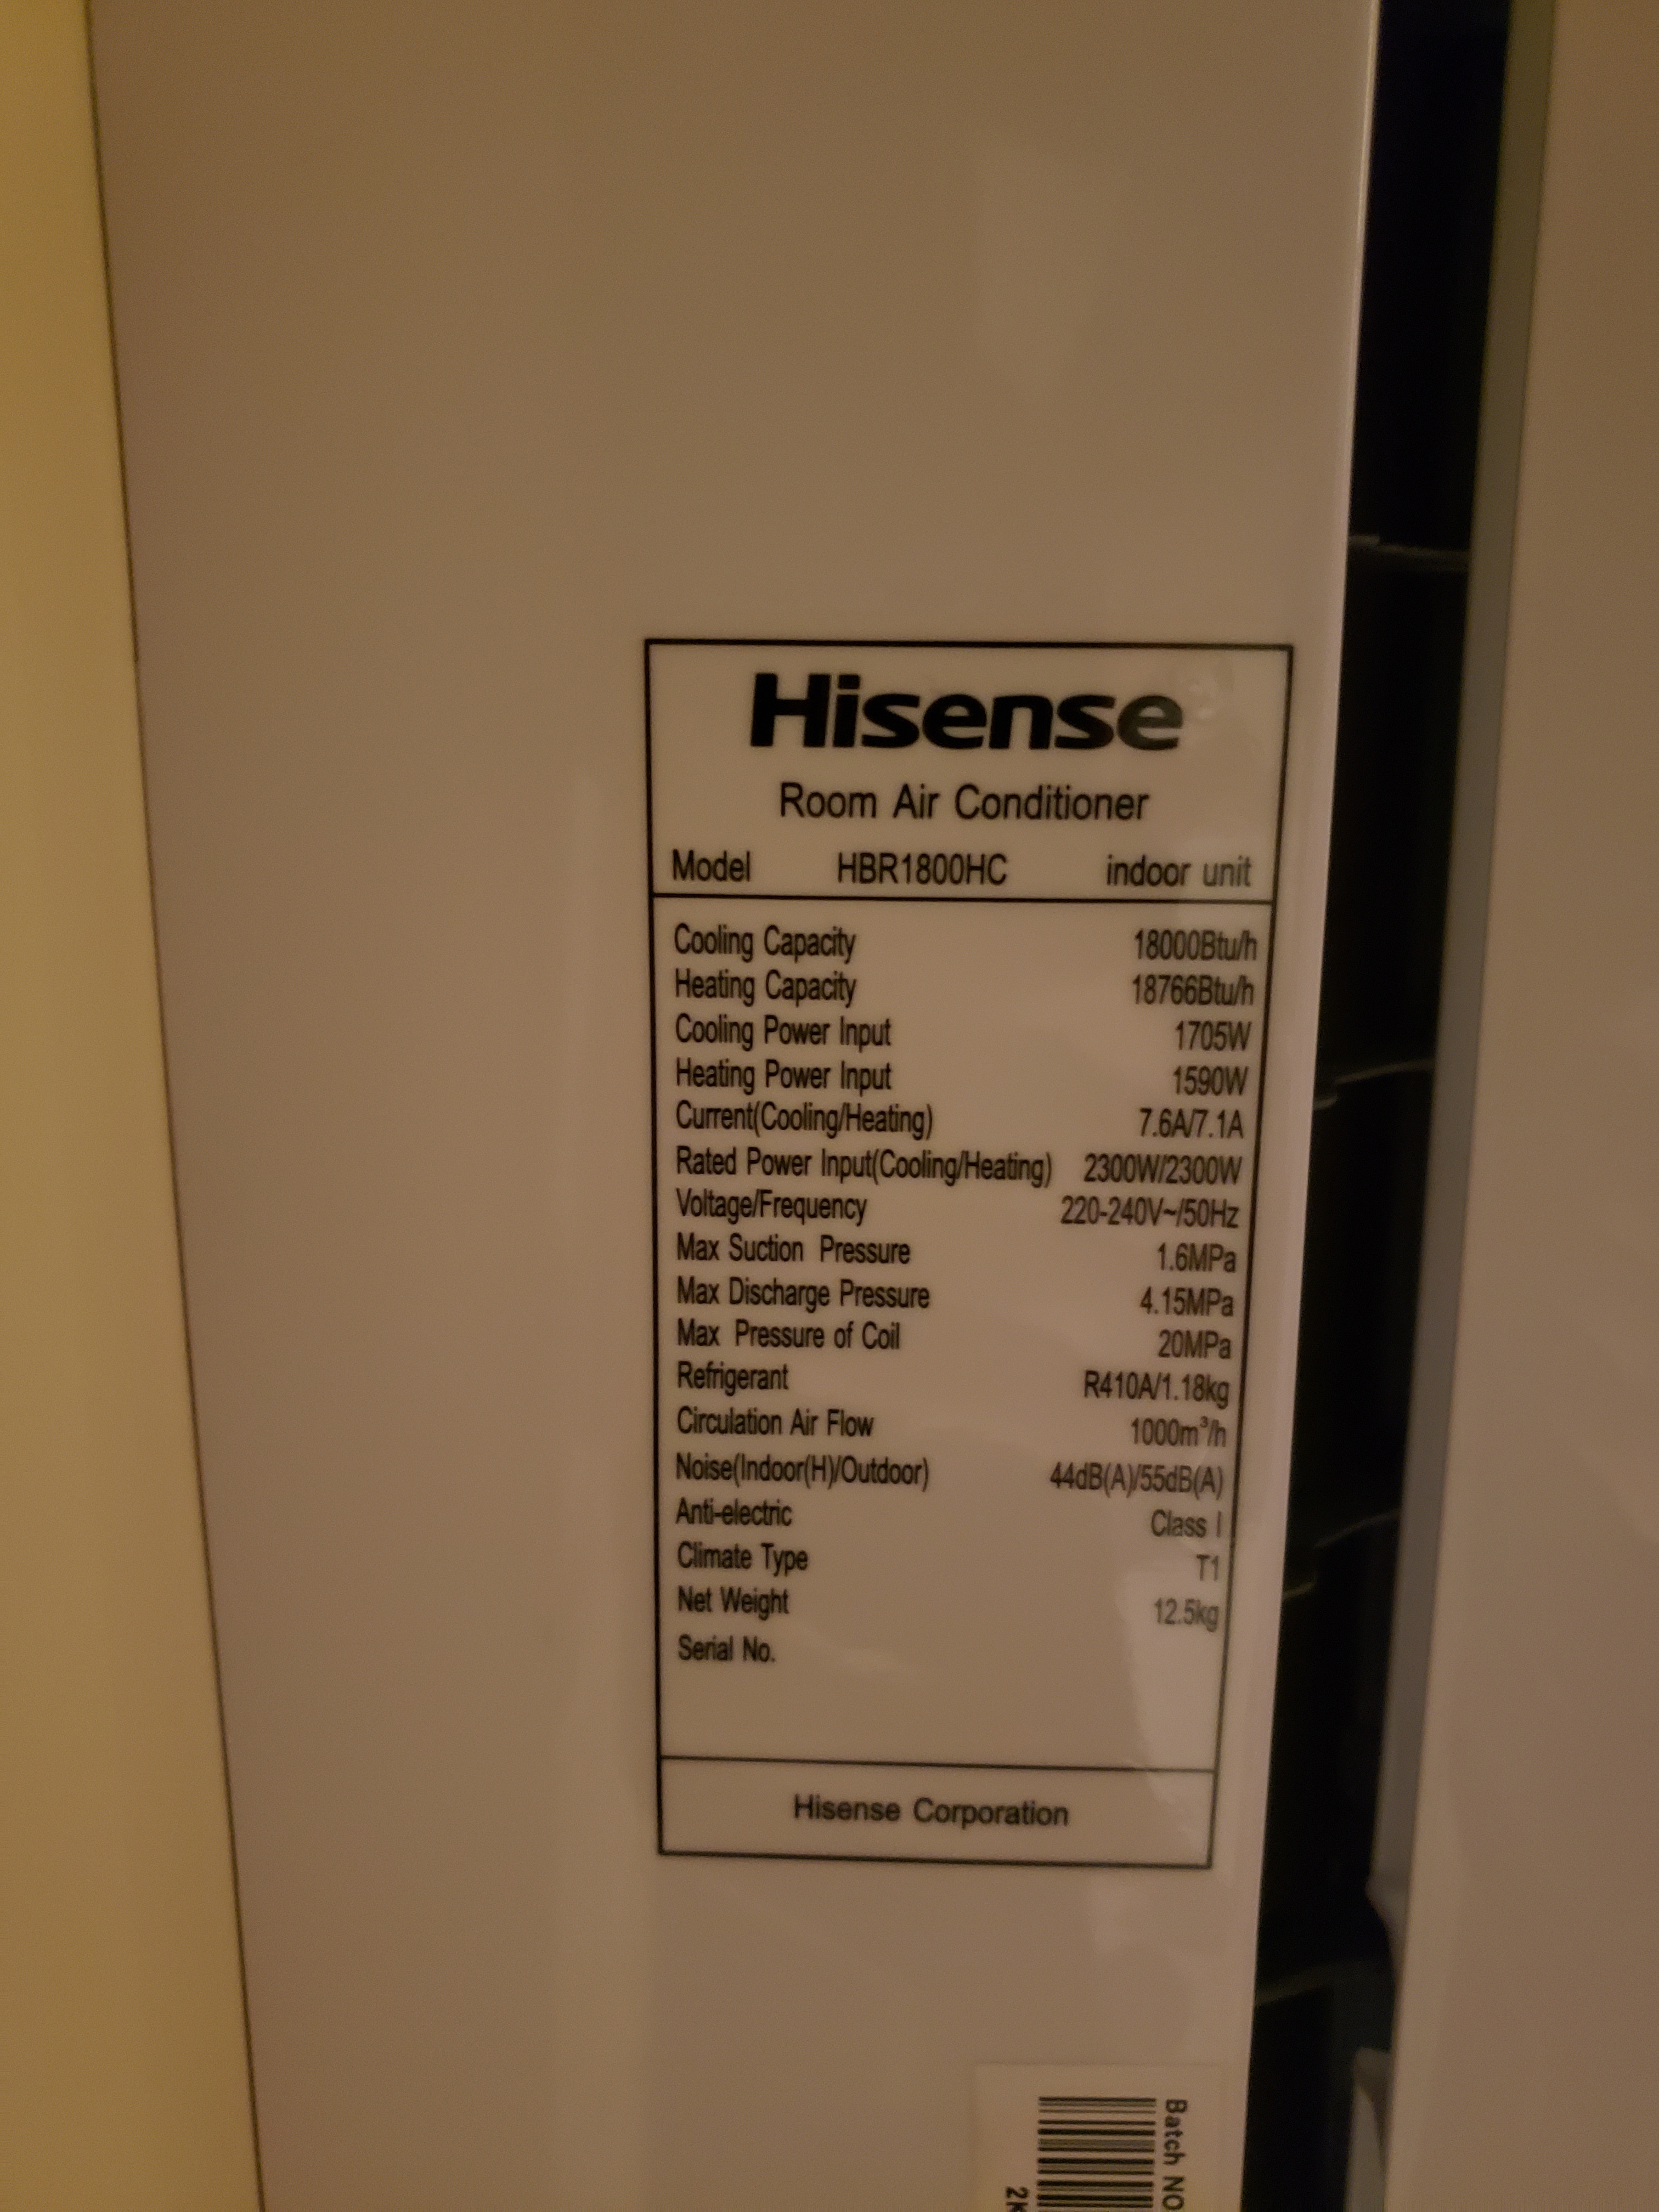 Hisense
Room Air Conditioner
Model HBR1800HC indoor unit
Cooling Capacity 18000Btu/h
Heating Capacity 18766Btu/h
Cooling Power Input 1705W
Heating Power Input 1590W
Current(Cooling/Heating) 7.6A/7.1A
Rated Power Input(Cooling/Heating) 2300W/2300W
Voltage/Frequency 220-240V~/50Hz
Max Suction Pressure 1.6MPa
Max Discharge Pressure 4.15MPa
Max Pressure of Coil 20MPa
Refrigerant R410A/1.18kg
Circulation Air Flow 1000m³/h
Noise(Indoor(H)/Outdoor) 44dB(A)/55dB(A)
Anti-electric Class I
Climate Type T1
Net Weight 12.5kg
Serial No.
Hisense Corporation
Batch NO